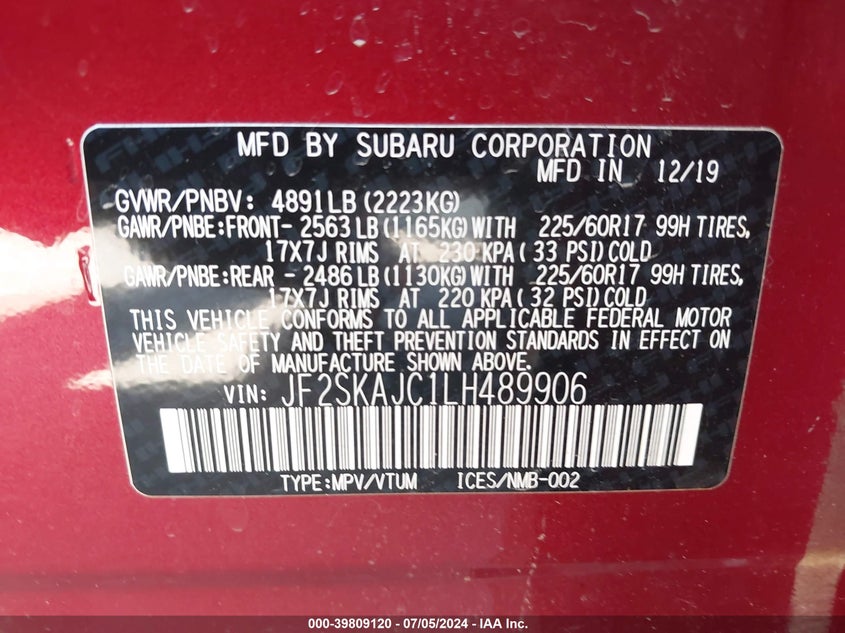 MFD BY SUBARU CORPORATION
MFD IN 12/19
GVWR/PNBV: 4891LB (2223KG)
GAWR/PNBE:FRONT- 2563LB (1165KG) WITH 225/60R17 99H TIRES,
17X7J RIMS AT 230 KPA ( 33 PSI) COLD
GAWR/PNBE:REAR - 2486LB (1130KG) WITH 225/60R17 99H TIRES,
17X7J RIMS AT 220 KPA ( 32 PSI) COLD
THIS VEHICLE CONFORMS TO ALL APPLICABLE FEDERAL MOTOR
VEHICLE SAFETY AND THEFT PREVENTION STANDARDS IN EFFECT ON
THE DATE OF MANUFACTURE SHOWN ABOVE.
VIN: JF2SKAJC1LH489906
TYPE:MPV/VTUM ICES/NMB-002
000-39809120 - 07/05/2024 - IAA Inc.